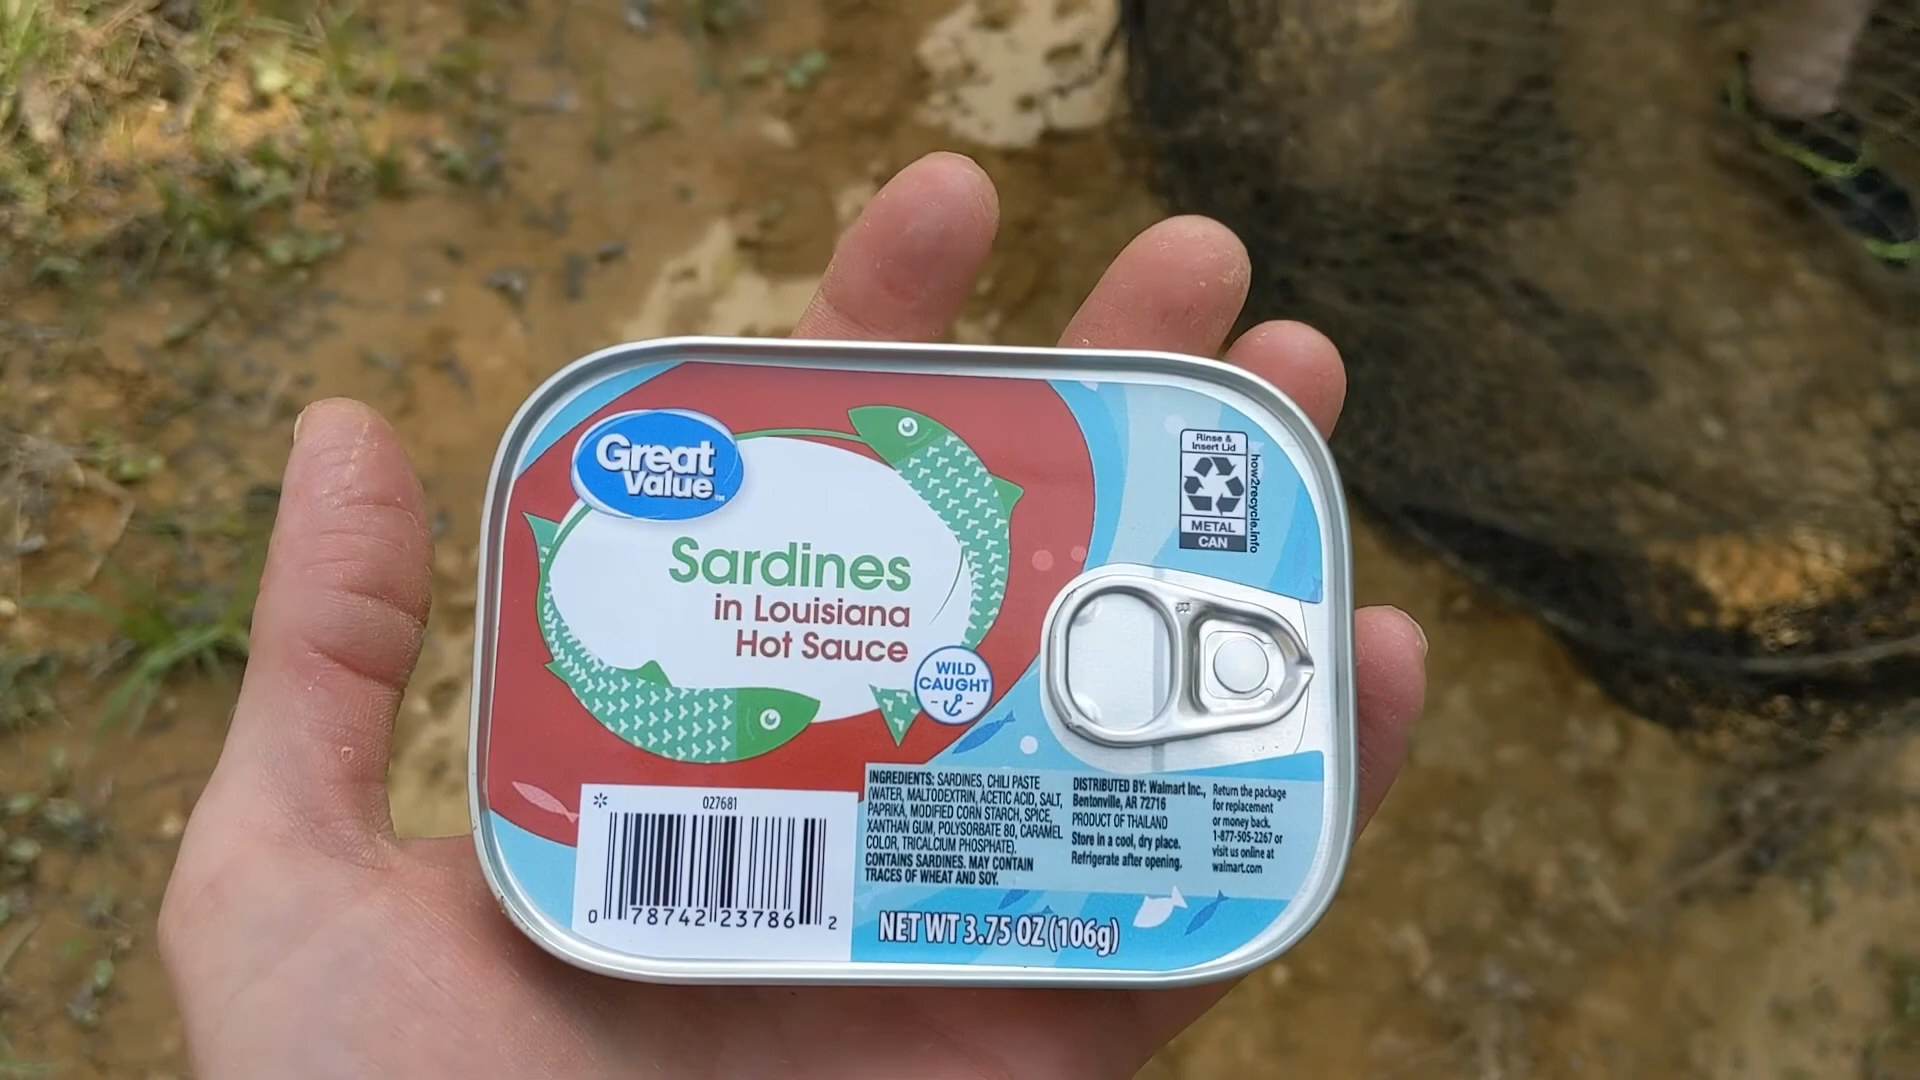 Great
Value™
Sardines
in Louisiana
Hot Sauce
WILD
CAUGHT
Rinse &
Insert Lid
METAL
CAN
how2recycle.info
027681
0 78742 23786 2
INGREDIENTS: SARDINES, CHILI PASTE
(WATER, MALTODEXTRIN, ACETIC ACID, SALT,
PAPRIKA, MODIFIED CORN STARCH, SPICE,
XANTHAN GUM, POLYSORBATE 80, CARAMEL
COLOR, TRICALCIUM PHOSPHATE).
CONTAINS SARDINES. MAY CONTAIN
TRACES OF WHEAT AND SOY.
DISTRIBUTED BY: Walmart Inc.,
Bentonville, AR 72716
PRODUCT OF THAILAND
Store in a cool, dry place.
Refrigerate after opening.
Return the package
for replacement
or money back.
1-877-505-2267 or
visit us online at
walmart.com
NET WT 3.75 OZ (106g)